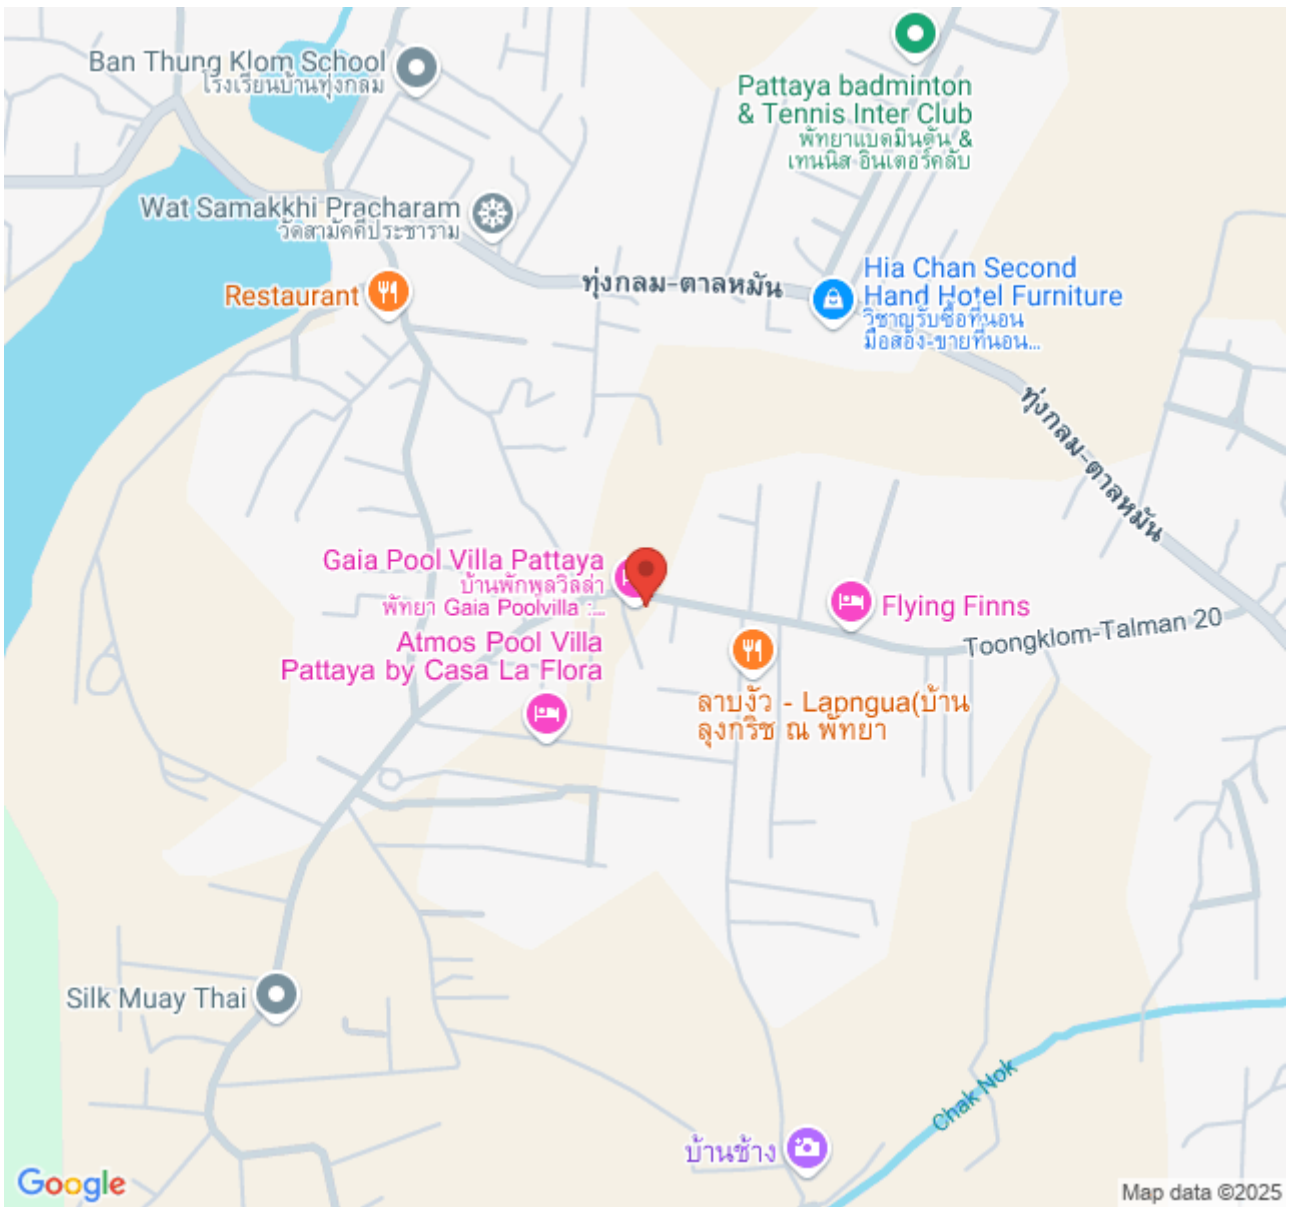 Ban Thung Klom School
โรงเรียนบ้านทุ่งกลม
Pattaya badminton
& Tennis Inter Club
พัทยาแบดมินตัน &
เทนนิส อินเตอร์คลับ
Wat Samakkhi Pracharam
วัดสามัคคีประชาราม
Restaurant
ทุ่งกลม-ตาลหมัน
Hia Chan Second
Hand Hotel Furniture
วิชาญรับซื้อที่นอน
มือสอง-ขายที่นอน...
ทุ่งกลม-ตาลหมัน
Gaia Pool Villa Pattaya
บ้านพักพูลวิลล่า
พัทยา Gaia Poolvilla :...
Atmos Pool Villa
Pattaya by Casa La Flora
Flying Finns
Toongklom-Talman 20
ลาบงัว - Lapngua(บ้าน
ลุงกริช ณ พัทยา
Silk Muay Thai
Chak Nok
บ้านช้าง
Google
Map data ©2025